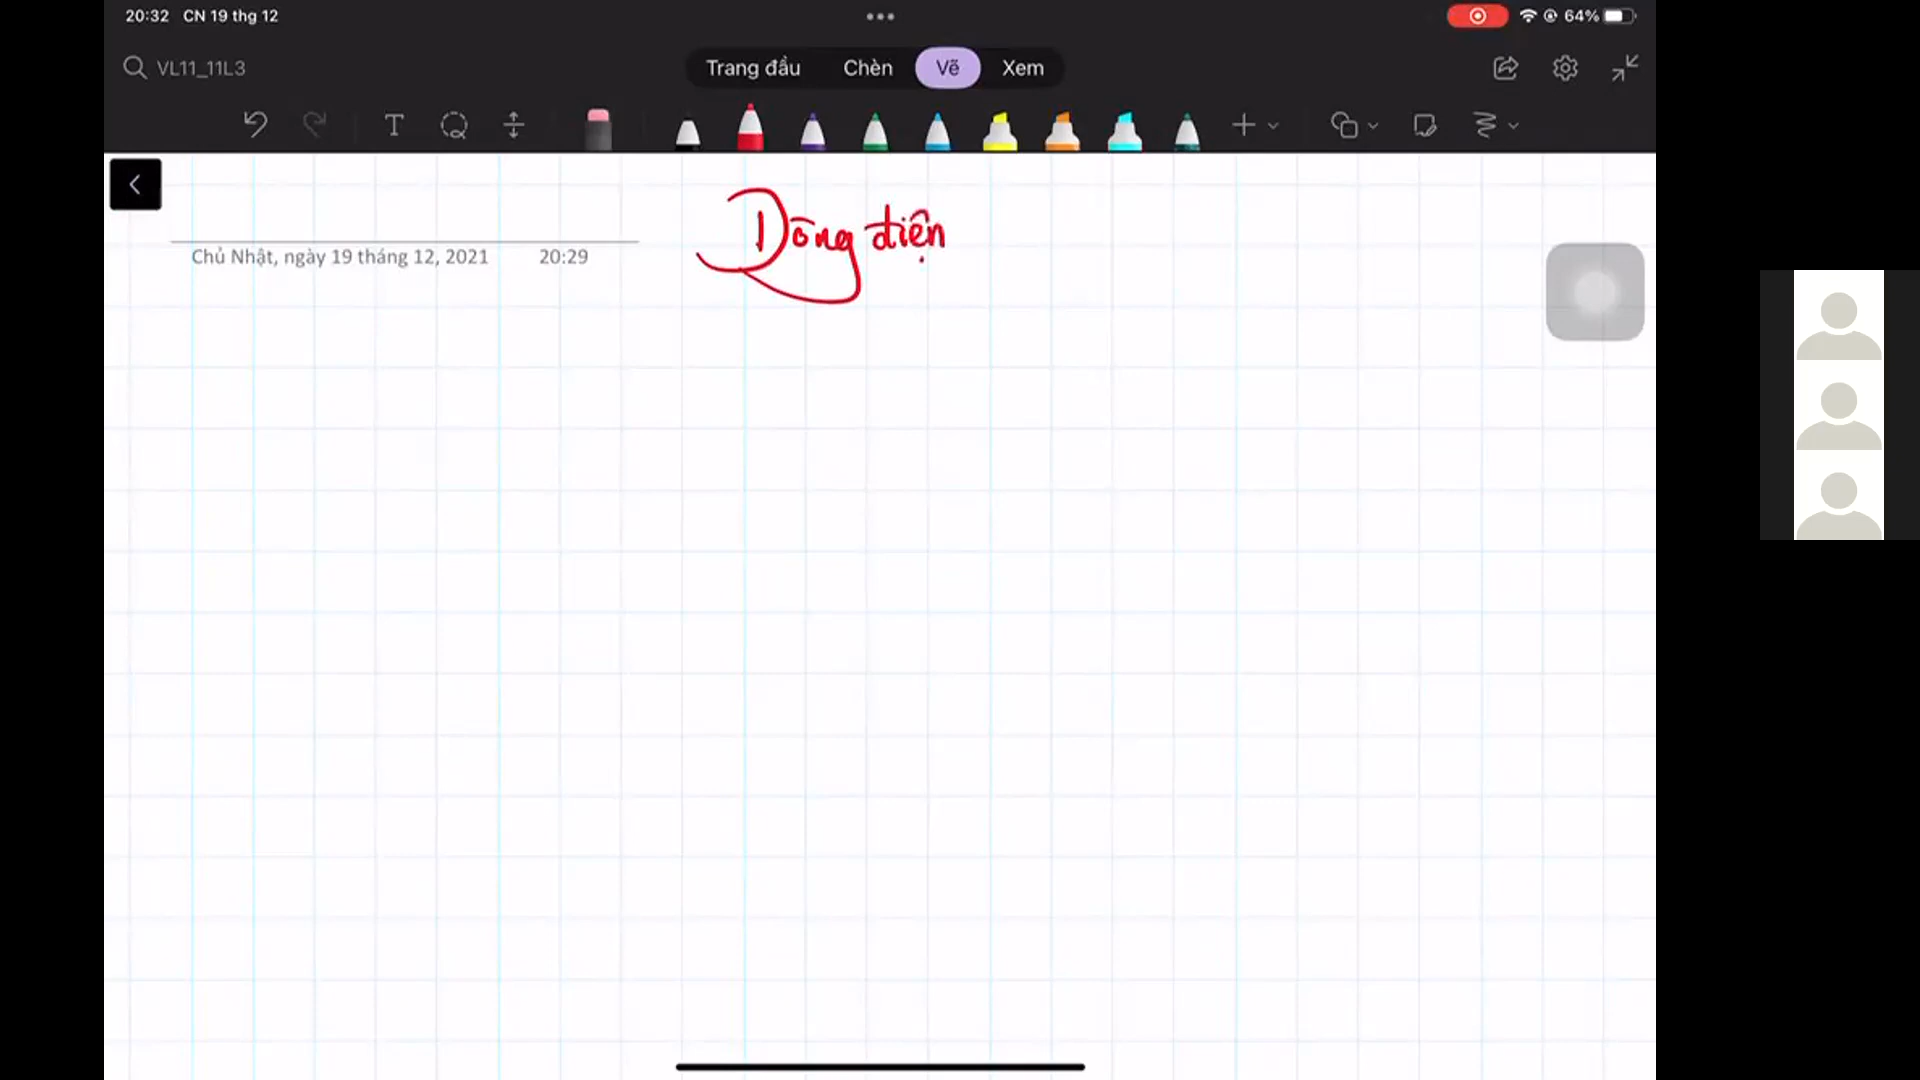 20:32 CN 19 thg 12
64%
VL11_11L3
Trang đầu Chèn Vẽ Xem
T
Dòng điện
Chủ Nhật, ngày 19 tháng 12, 2021 20:29